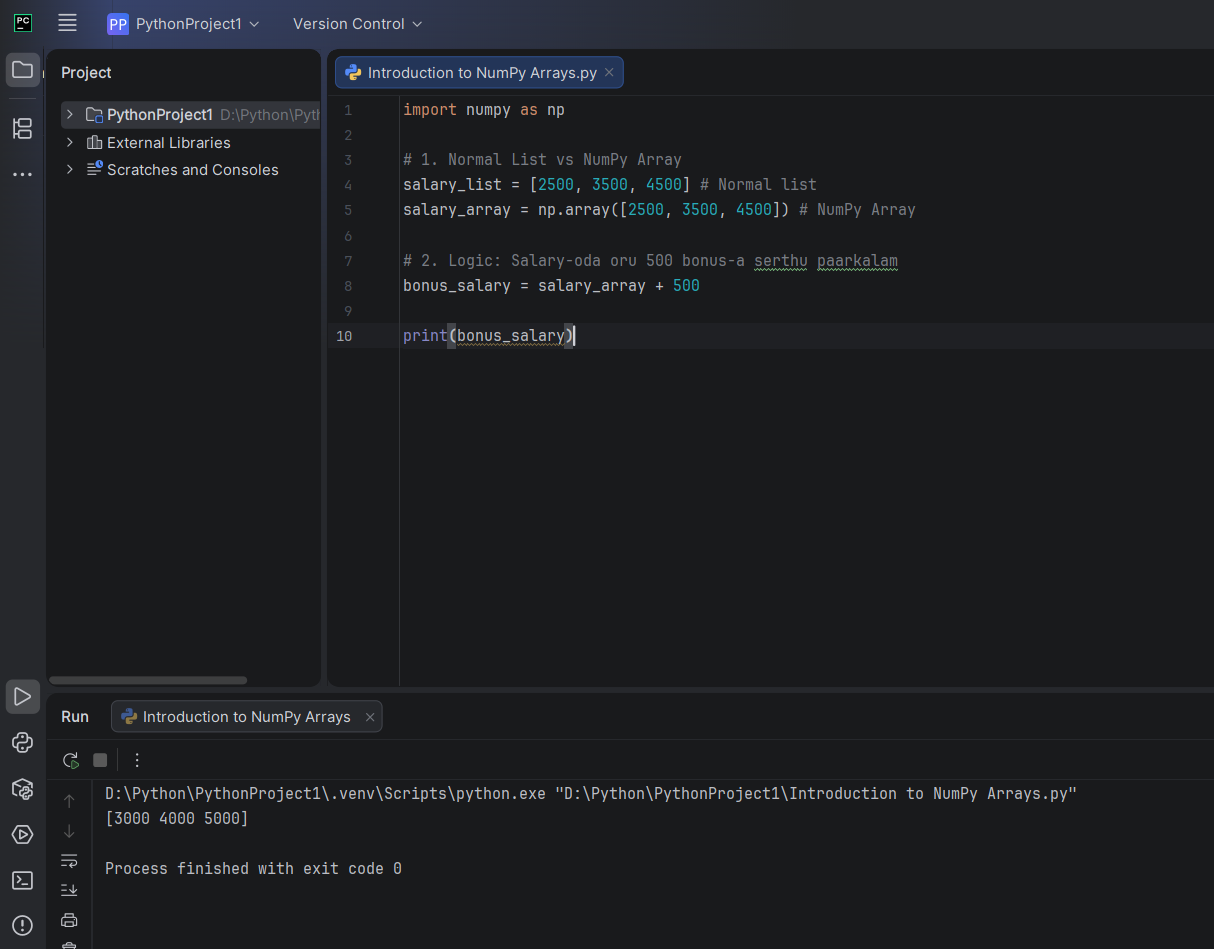 PC
PP PythonProject1
Version Control
Project
PythonProject1 D:\Python\Pyth
External Libraries
Scratches and Consoles
Introduction to NumPy Arrays.py
1 import numpy as np
2
3 # 1. Normal List vs NumPy Array
4 salary_list = [2500, 3500, 4500] # Normal list
5 salary_array = np.array([2500, 3500, 4500]) # NumPy Array
6
7 # 2. Logic: Salary-oda oru 500 bonus-a serthu paarkalam
8 bonus_salary = salary_array + 500
9
10 print(bonus_salary)
Run
Introduction to NumPy Arrays
D:\Python\PythonProject1\.venv\Scripts\python.exe "D:\Python\PythonProject1\Introduction to NumPy Arrays.py"
[3000 4000 5000]
Process finished with exit code 0